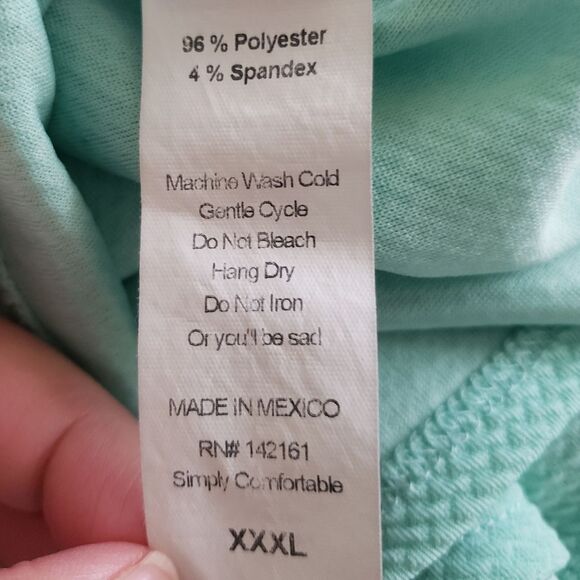 96 % Polyester
4 % Spandex
Machine Wash Cold
Gentle Cycle
Do Not Bleach
Hang Dry
Do Not Iron
Or you'll be sad
MADE IN MEXICO
RN# 142161
Simply Comfortable
XXXL